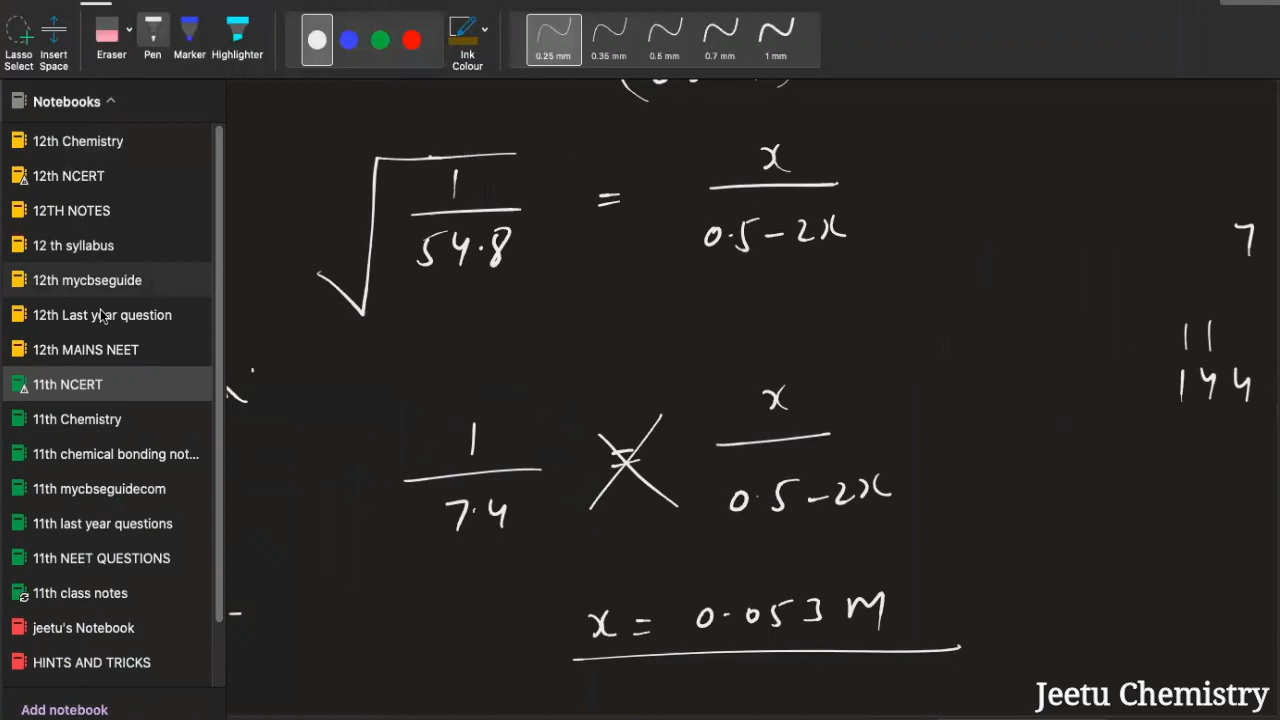 Lasso Select
Insert Space
Eraser
Pen
Marker
Highlighter
Ink Colour
0.25 mm
0.35 mm
0.5 mm
0.7 mm
1 mm
Notebooks
12th Chemistry
12th NCERT
12TH NOTES
12 th syllabus
12th mycbseguide
12th Last year question
12th MAINS NEET
11th NCERT
11th Chemistry
11th chemical bonding not...
11th mycbseguidecom
11th last year questions
11th NEET QUESTIONS
11th class notes
jeetu's Notebook
HINTS AND TRICKS
Add notebook
√(1/54.8) = x/(0.5-2x)
7
11
144
1/7.4 = x/(0.5-2x)
x = 0.053 M
Jeetu Chemistry